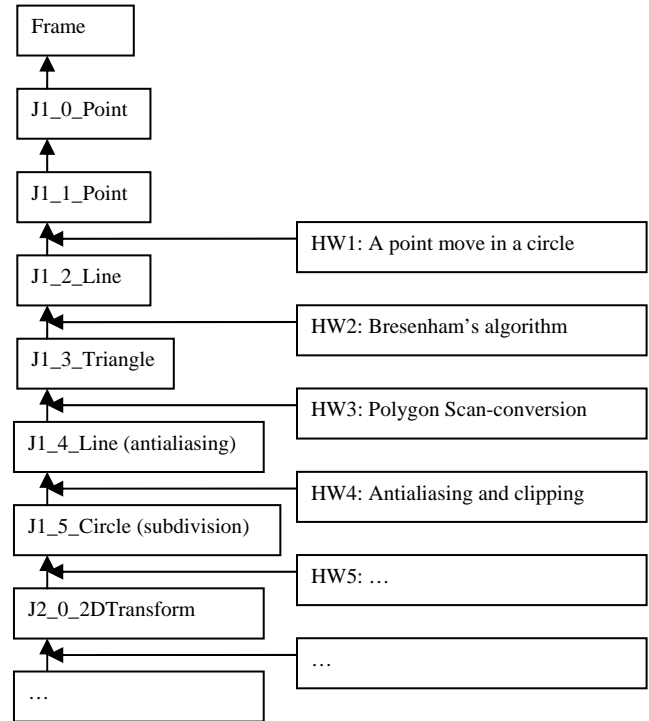 Frame
J1_0_Point
J1_1_Point
HW1: A point move in a circle
J1_2_Line
HW2: Bresenham's algorithm
J1_3_Triangle
HW3: Polygon Scan-conversion
J1_4_Line (antialiasing)
HW4: Antialiasing and clipping
J1_5_Circle (subdivision)
HW5: …
J2_0_2DTransform
…
…